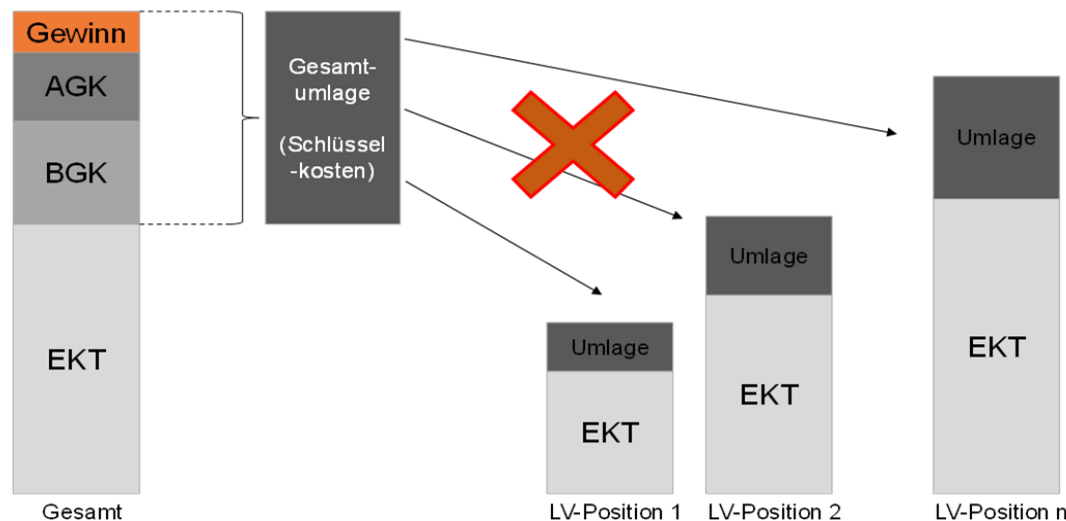 Gewinn
AGK
BGK
EKT
Gesamt
Gesamt-
umlage
(Schlüssel
-kosten)
Umlage
EKT
LV-Position 1
Umlage
EKT
LV-Position 2
Umlage
EKT
LV-Position n